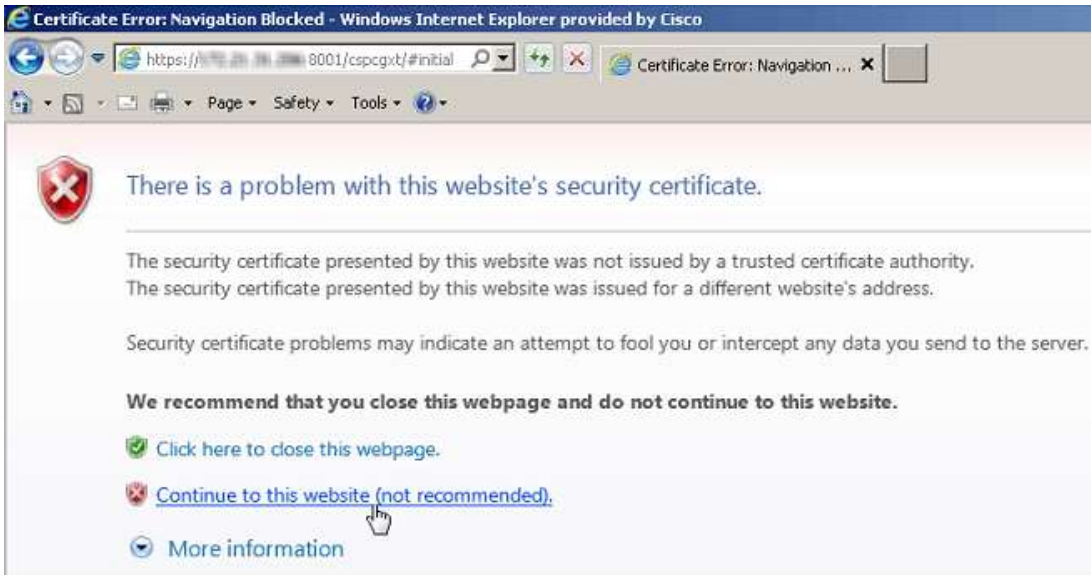 Certificate Error: Navigation Blocked - Windows Internet Explorer provided by Cisco
https:// 8001/cspcgxt/#initial
Certificate Error: Navigation ...
Page Safety Tools
There is a problem with this website's security certificate.
The security certificate presented by this website was not issued by a trusted certificate authority.
The security certificate presented by this website was issued for a different website's address.
Security certificate problems may indicate an attempt to fool you or intercept any data you send to the server.
We recommend that you close this webpage and do not continue to this website.
Click here to close this webpage.
Continue to this website (not recommended).
More information